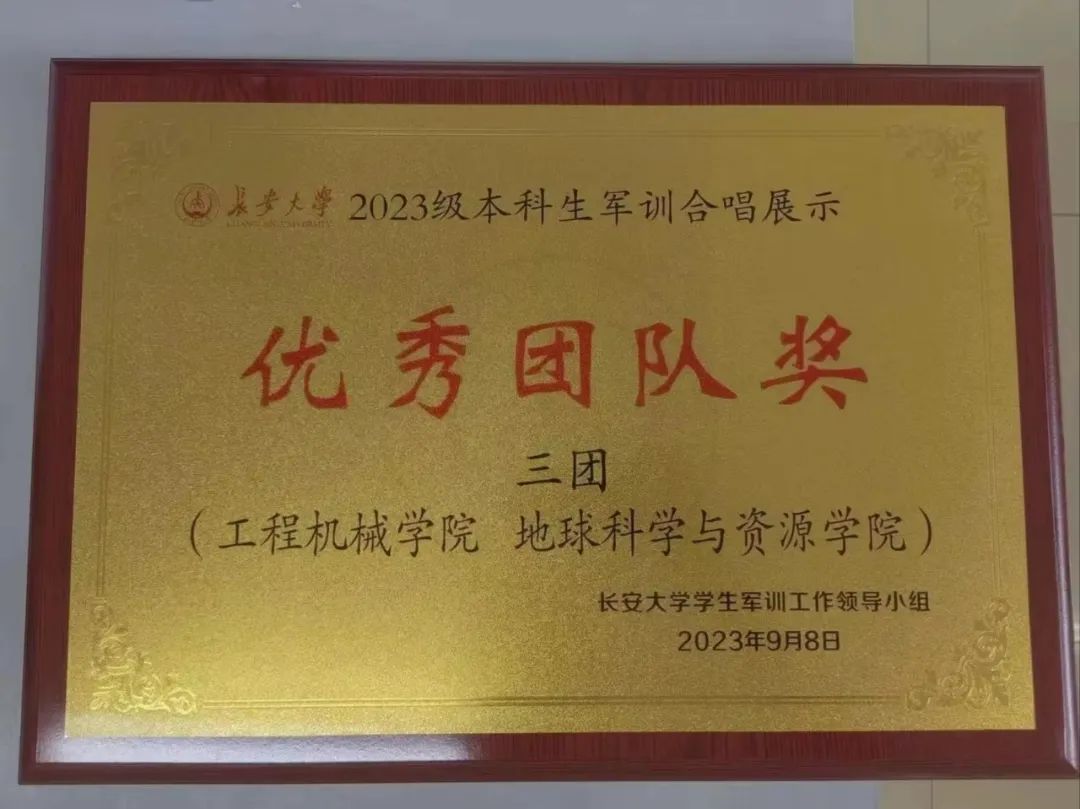 长安大学 2023级本科生军训合唱展示
CHANG'AN UNIVERSITY
优秀团队奖
三团
（工程机械学院 地球科学与资源学院）
长安大学学生军训工作领导小组
2023年9月8日